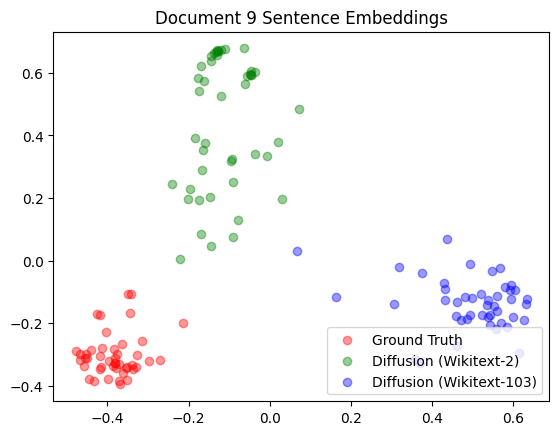 Document 9 Sentence Embeddings
0.6
0.4
0.2
0.0
−0.2
−0.4
Ground Truth
Diffusion (Wikitext-2)
Diffusion (Wikitext-103)
−0.4 −0.2 0.0 0.2 0.4 0.6